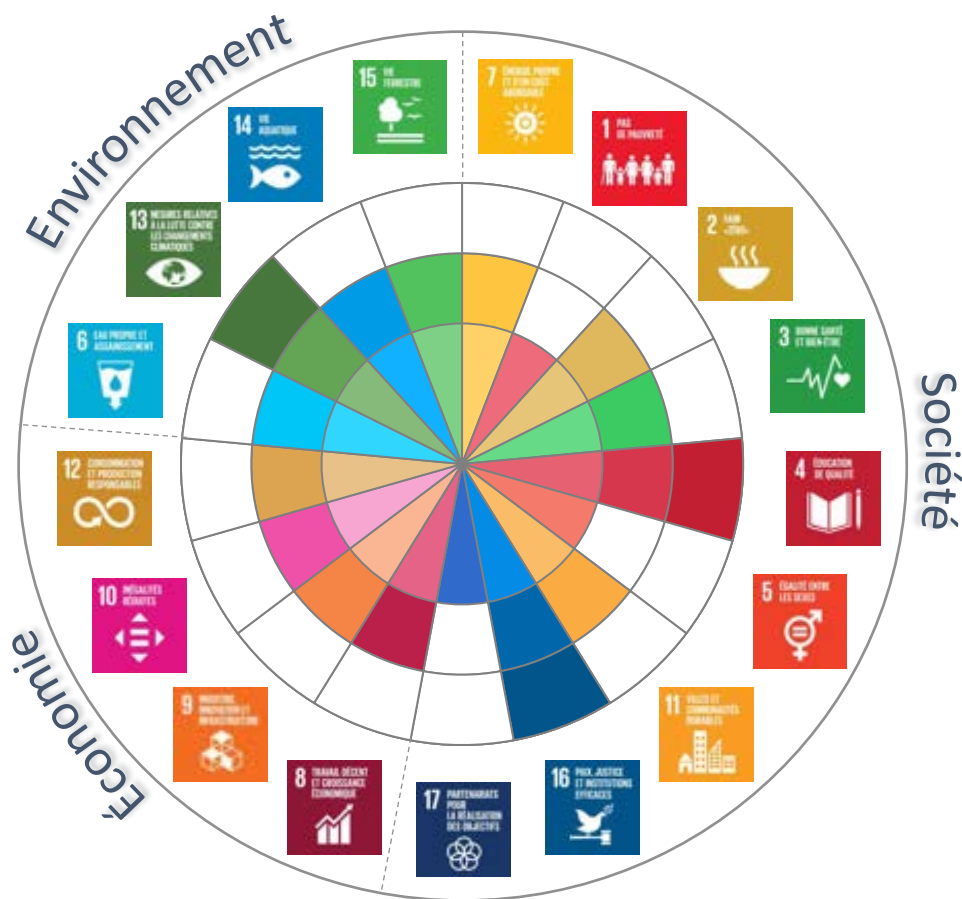 Environnement
Société
Économie
15 VIE
TERRESTRE
7 ÉNERGIE PROPRE
ET D'UN COÛT
ABORDABLE
1 PAS
DE PAUVRETÉ
2 FAIM
«ZÉRO»
3 BONNE SANTÉ
ET BIEN-ÊTRE
4 ÉDUCATION
DE QUALITÉ
5 ÉGALITÉ ENTRE
LES SEXES
11 VILLES ET
COMMUNAUTÉS
DURABLES
16 PAIX, JUSTICE
ET INSTITUTIONS
EFFICACES
17 PARTENARIATS
POUR
LA RÉALISATION
DES OBJECTIFS
8 TRAVAIL DÉCENT
ET CROISSANCE
ÉCONOMIQUE
9 INDUSTRIE,
INNOVATION ET
INFRASTRUCTURE
10 INÉGALITÉS
RÉDUITES
12 CONSOMMATION
ET PRODUCTION
RESPONSABLES
6 EAU PROPRE ET
ASSAINISSEMENT
13 MESURES RELATIVES
À LA LUTTE CONTRE
LES CHANGEMENTS
CLIMATIQUES
14 VIE
AQUATIQUE